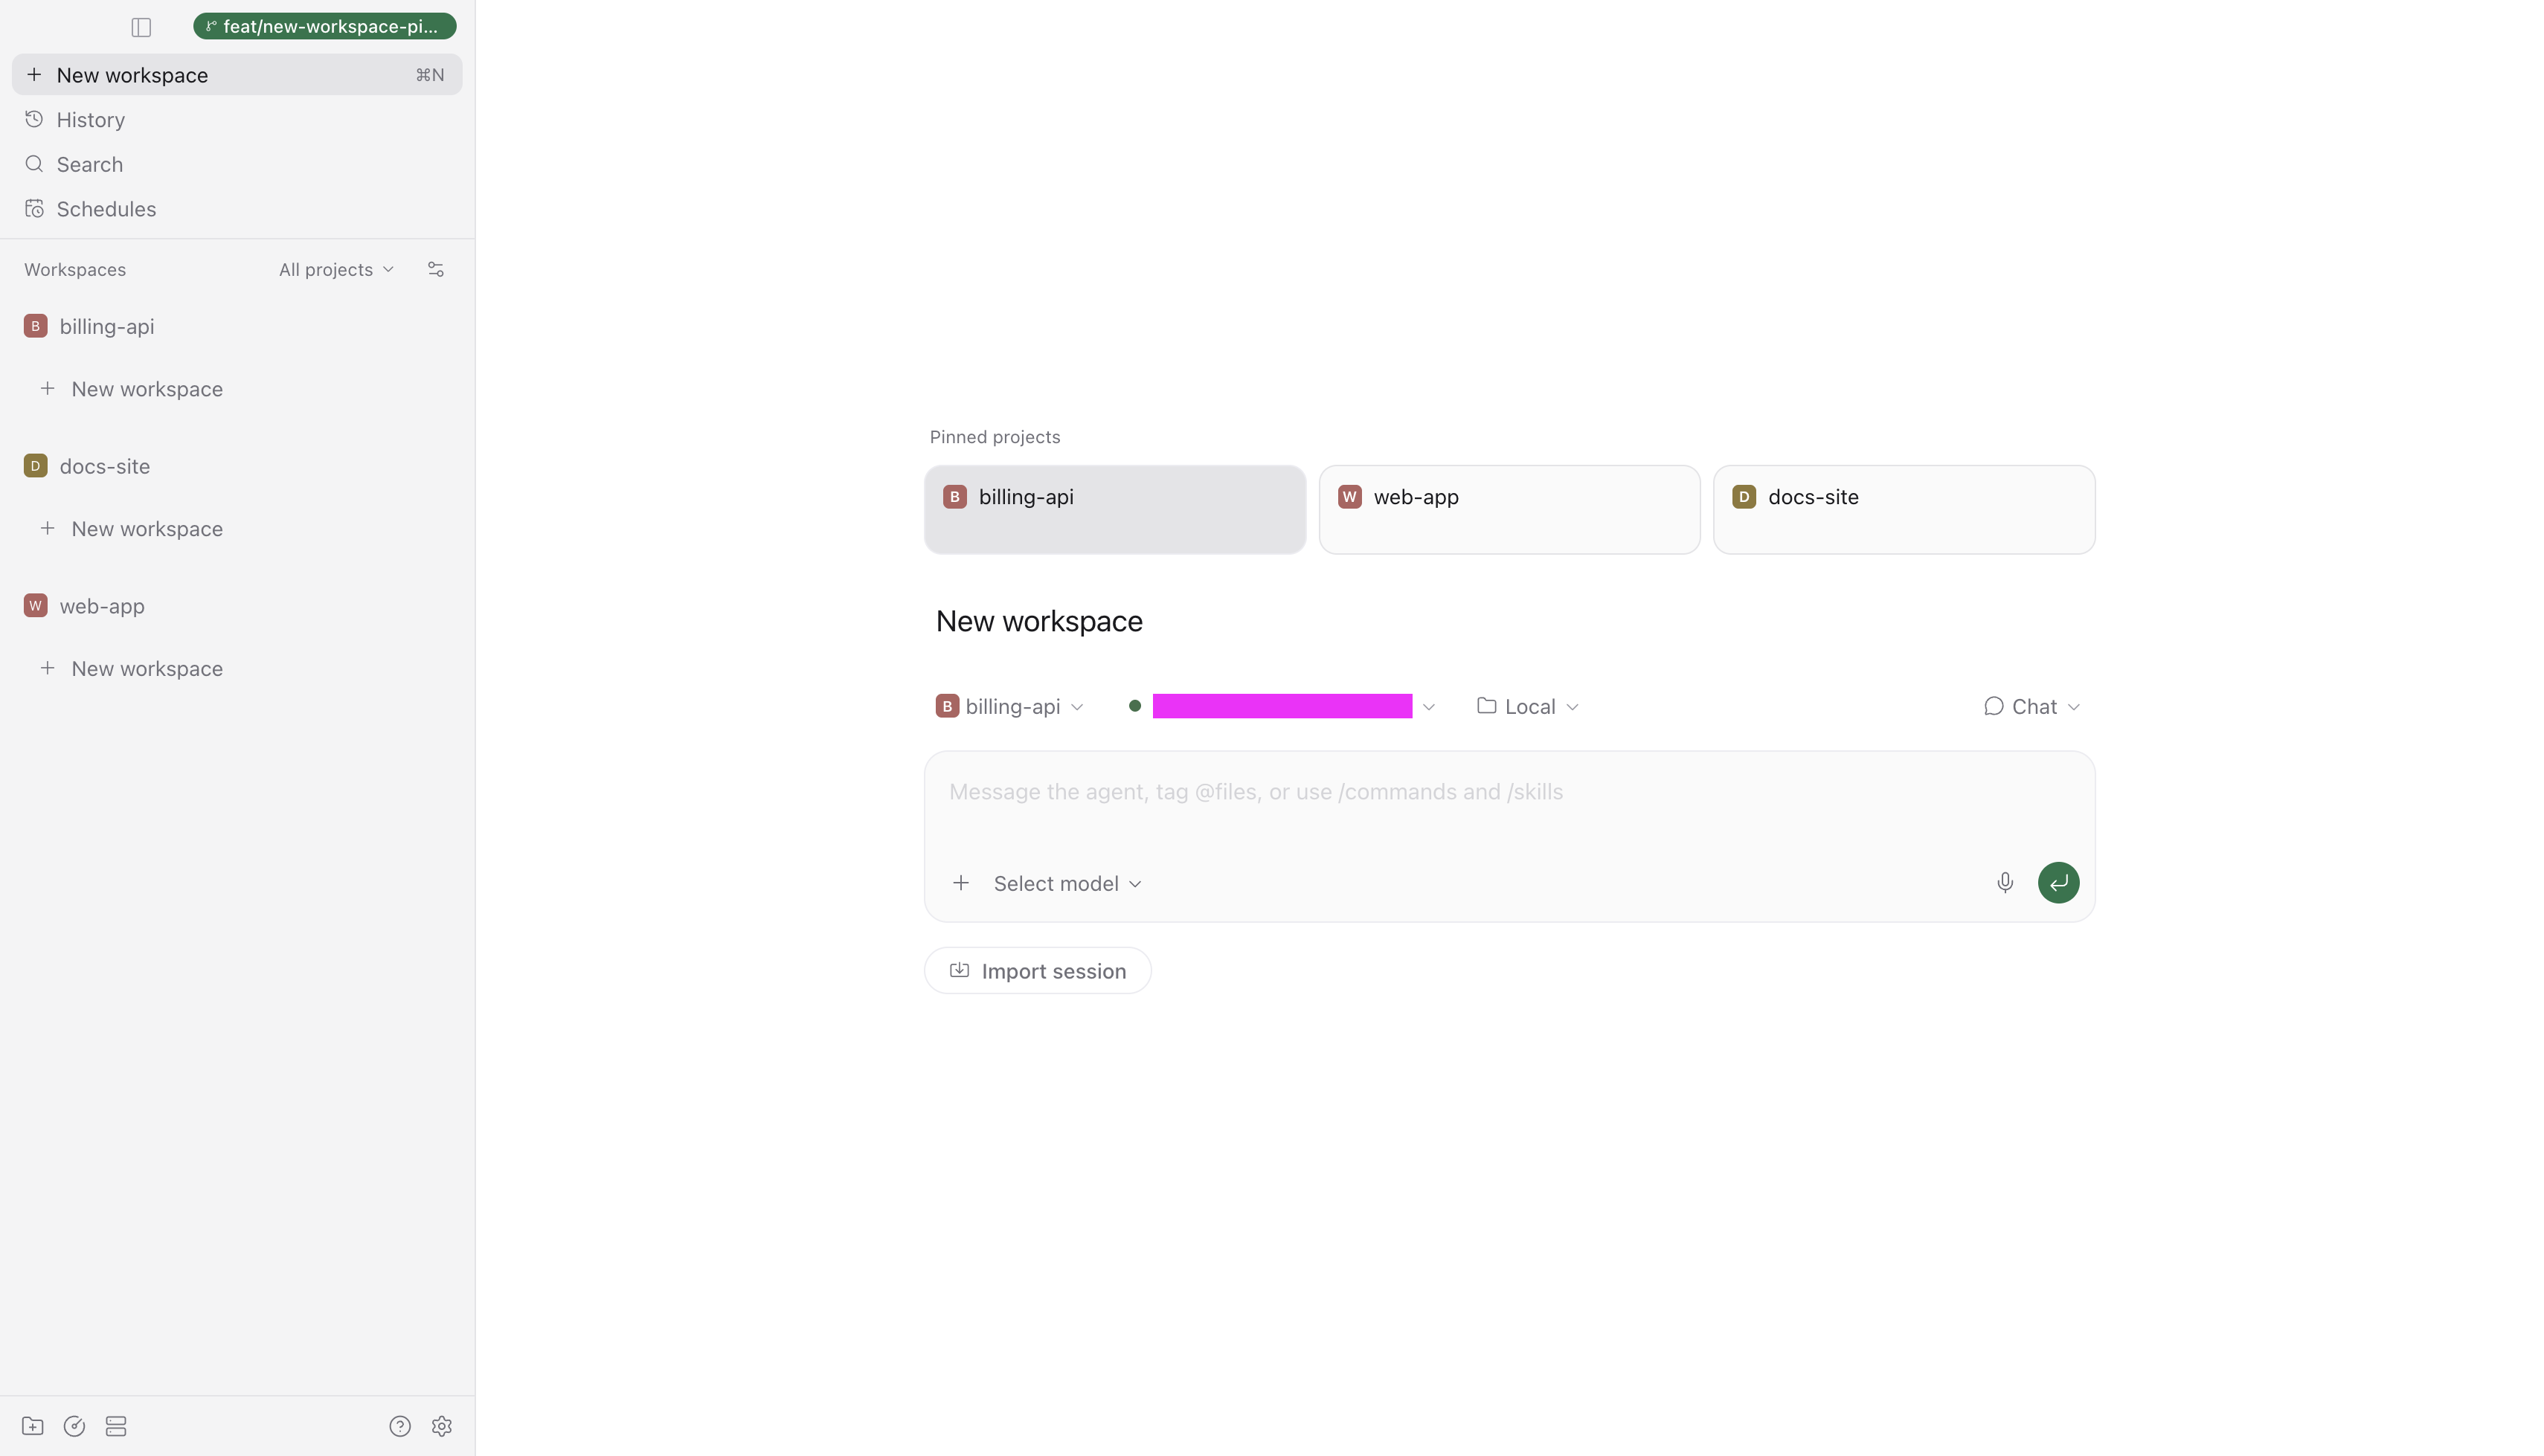 feat/new-workspace-pi...
New workspace ⌘N
History
Search
Schedules
Workspaces All projects
B billing-api
New workspace
D docs-site
New workspace
W web-app
New workspace
Pinned projects
B billing-api
W web-app
D docs-site
New workspace
B billing-api Local Chat
Message the agent, tag @files, or use /commands and /skills
Select model
Import session